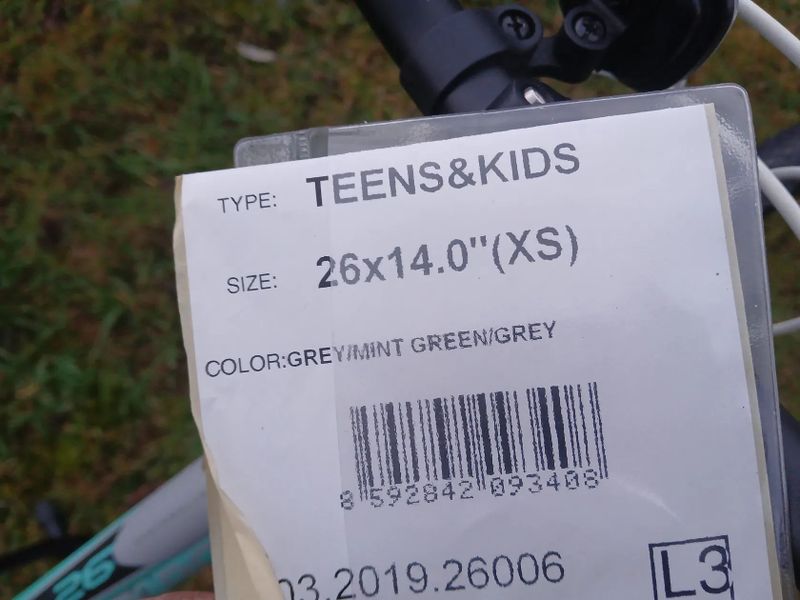 TYPE: TEENS&KIDS
SIZE: 26x14.0"(XS)
COLOR:GREY/MINT GREEN/GREY
8 592842 093408
03.2019.26006
L3
26